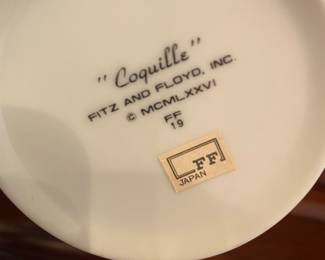 "Coquille"
FITZ AND FLOYD, INC.
© MCMLXXVI
FF
19
FF
JAPAN